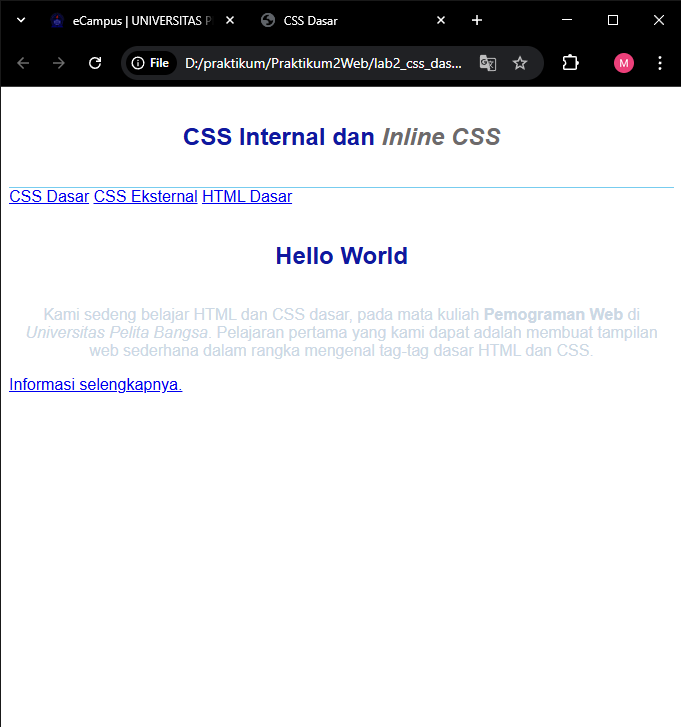 eCampus | UNIVERSITAS P
CSS Dasar
File
D:/praktikum/Praktikum2Web/lab2_css_das...
M
CSS Internal dan Inline CSS
CSS Dasar CSS Eksternal HTML Dasar
Hello World
Kami sedeng belajar HTML dan CSS dasar, pada mata kuliah Pemograman Web di
Universitas Pelita Bangsa. Pelajaran pertama yang kami dapat adalah membuat tampilan
web sederhana dalam rangka mengenal tag-tag dasar HTML dan CSS.
Informasi selengkapnya.